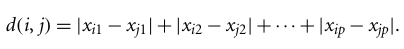 d(i, j) = |x_{i1} − x_{j1}| + |x_{i2} − x_{j2}| + ⋯ + |x_{ip} − x_{jp}|.